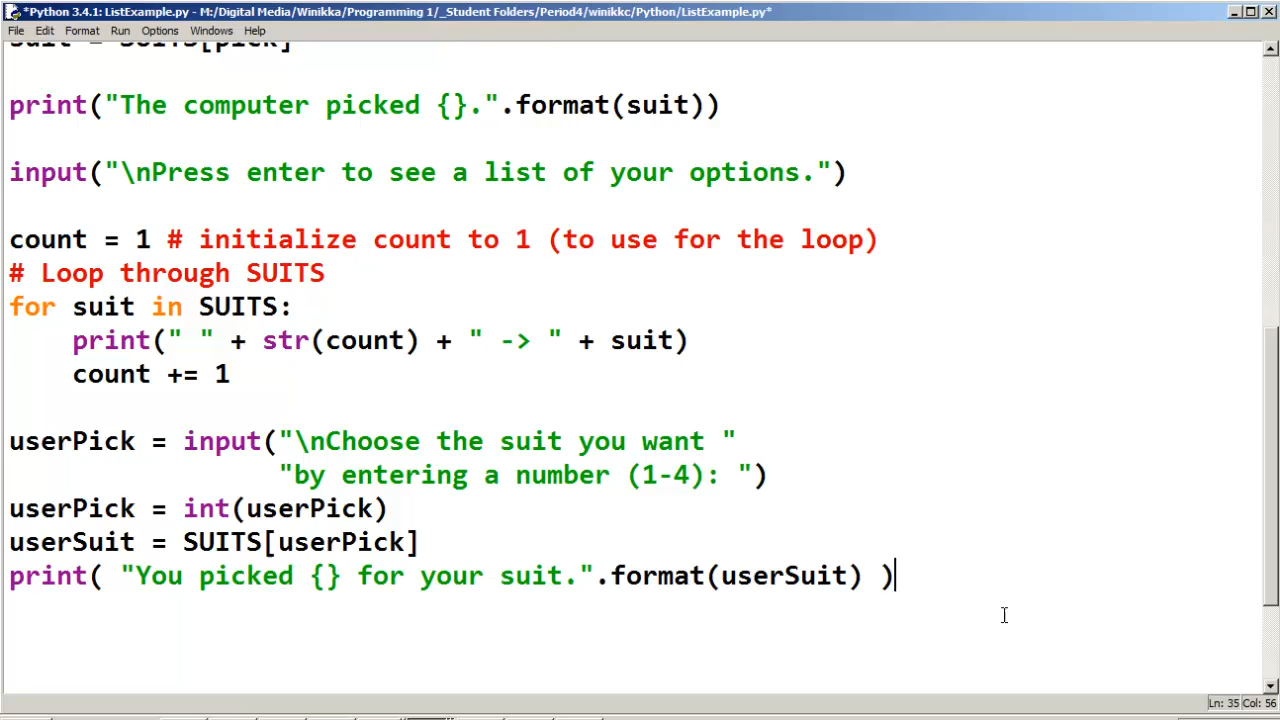 *Python 3.4.1: ListExample.py - M:/Digital Media/Winikka/Programming 1/_Student Folders/Period4/winikkc/Python/ListExample.py*
File Edit Format Run Options Windows Help
suit = SUITS[pick]
print("The computer picked {}.".format(suit))
input("\nPress enter to see a list of your options.")
count = 1 # initialize count to 1 (to use for the loop)
# Loop through SUITS
for suit in SUITS:
    print(" " + str(count) + " -> " + suit)
    count += 1
userPick = input("\nChoose the suit you want "
                 "by entering a number (1-4): ")
userPick = int(userPick)
userSuit = SUITS[userPick]
print( "You picked {} for your suit.".format(userSuit) )
Ln: 35 Col: 56